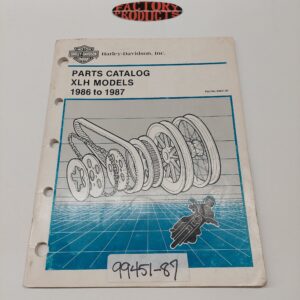 FACTORY
PRODUCTS
Harley-Davidson, Inc.
PARTS CATALOG
XLH MODELS
1986 to 1987
99451-87